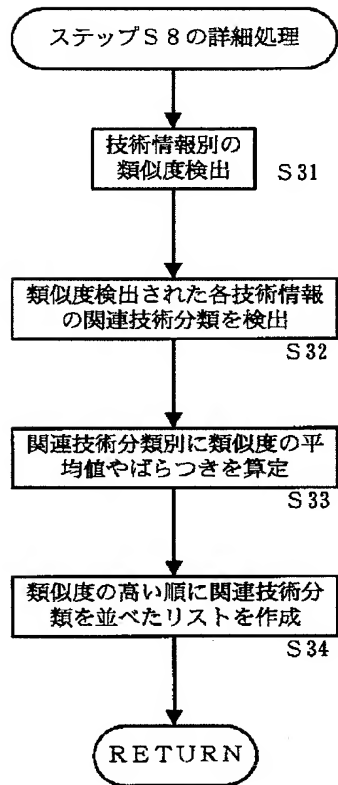 ステップＳ８の詳細処理
技術情報別の
類似度検出
Ｓ31
類似度検出された各技術情報
の関連技術分類を検出
Ｓ32
関連技術分類別に類似度の平
均値やばらつきを算定
Ｓ33
類似度の高い順に関連技術分
類を並べたリストを作成
Ｓ34
ＲＥＴＵＲＮ